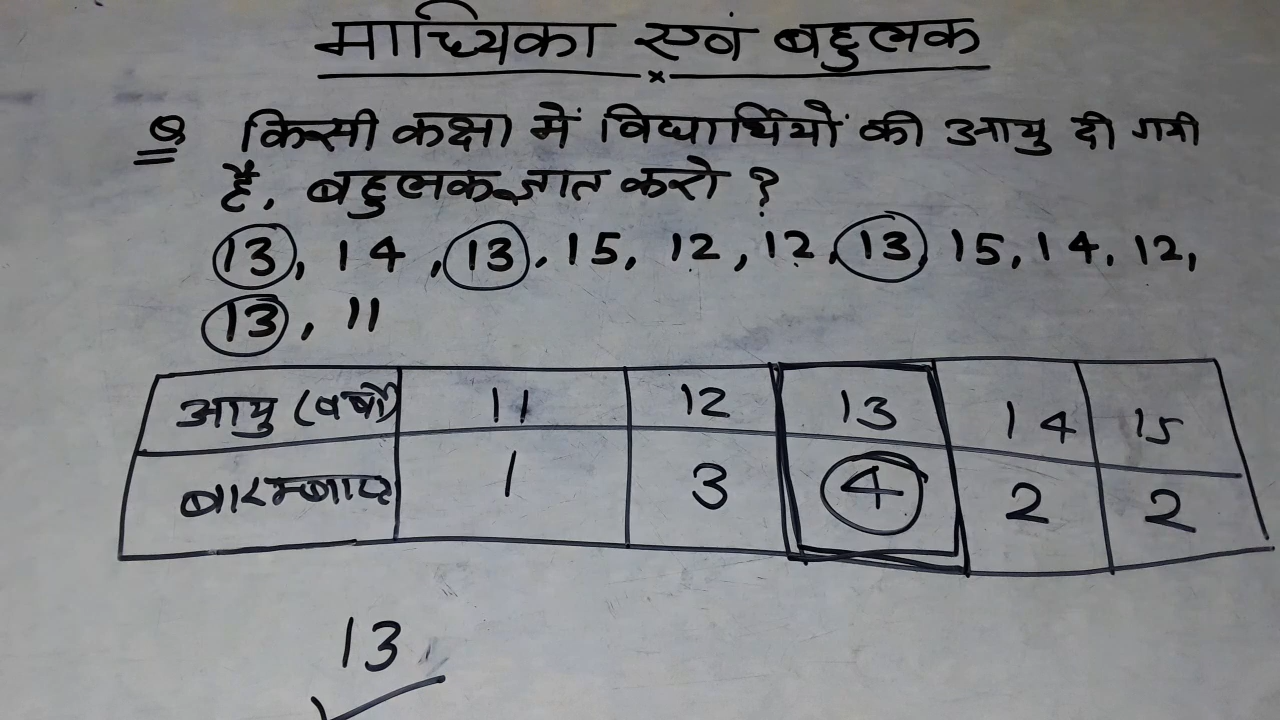 माध्यिका एवं बहुलक
Q किसी कक्षा में विद्यार्थियों की आयु दी गयी
है, बहुलक ज्ञात करो ?
13, 14, 13, 15, 12, 12, 13, 15, 14, 12,
13, 11
आयु (वर्षों) 11 12 13 14 15
बारम्बार 1 3 4 2 2
13